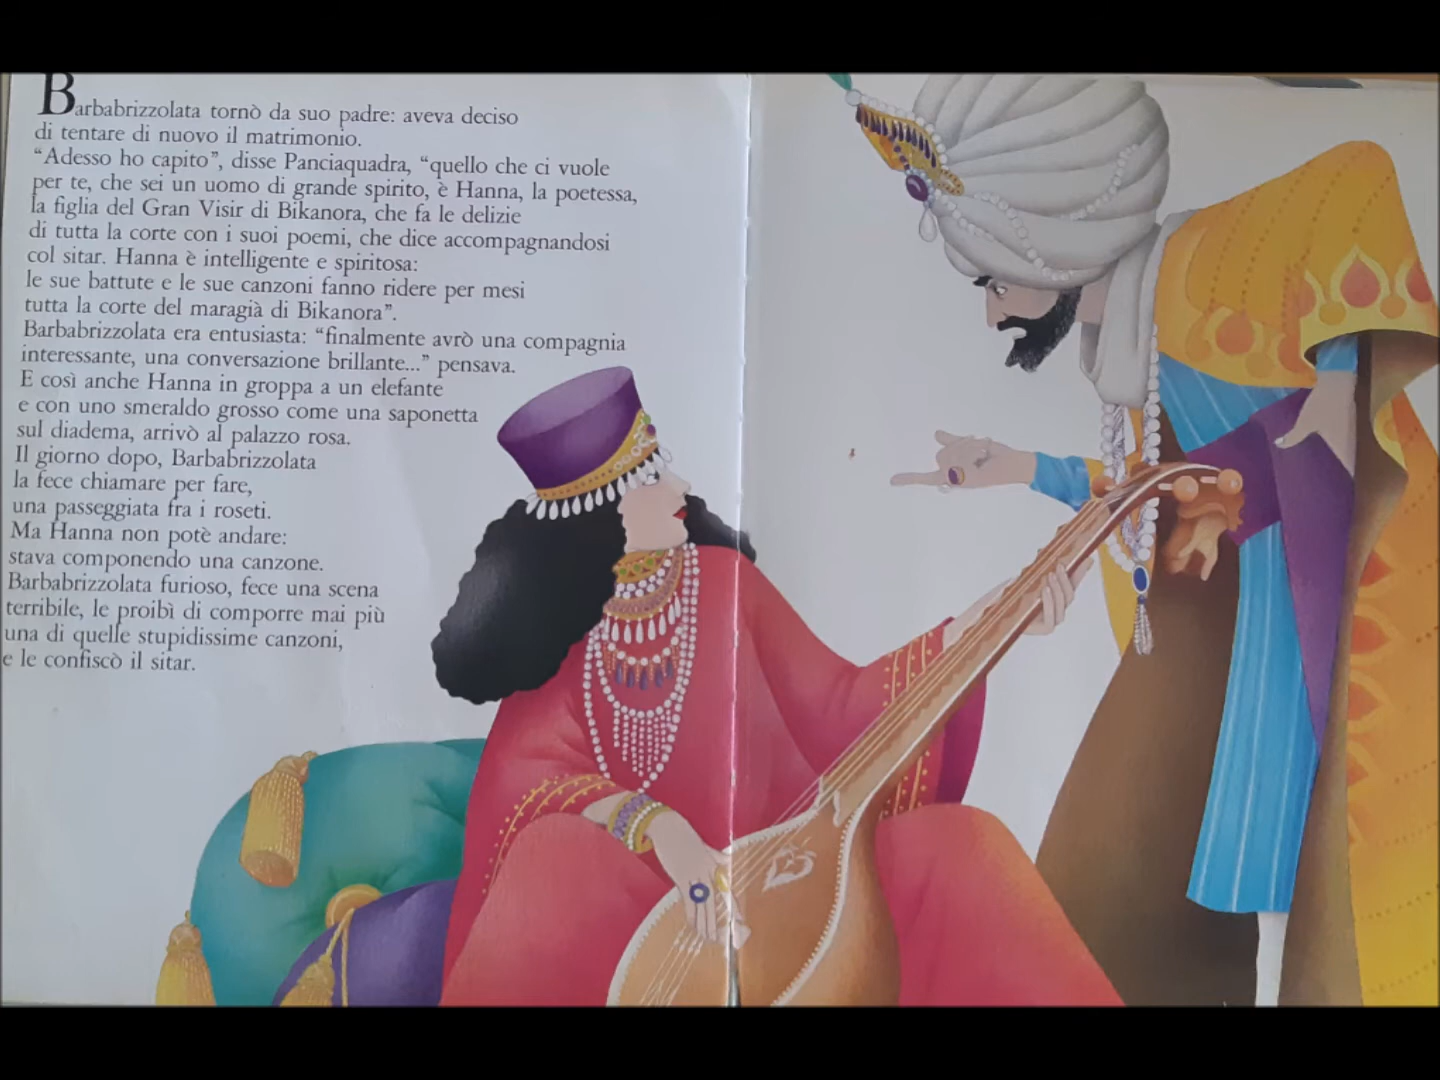 Barbabrizzolata tornò da suo padre: aveva deciso
di tentare di nuovo il matrimonio.
“Adesso ho capito”, disse Panciaquadra, “quello che ci vuole
per te, che sei un uomo di grande spirito, è Hanna, la poetessa,
la figlia del Gran Visir di Bikanora, che fa le delizie
di tutta la corte con i suoi poemi, che dice accompagnandosi
col sitar. Hanna è intelligente e spiritosa:
le sue battute e le sue canzoni fanno ridere per mesi
tutta la corte del maragià di Bikanora”.
Barbabrizzolata era entusiasta: “finalmente avrò una compagnia
interessante, una conversazione brillante...” pensava.
E così anche Hanna in groppa a un elefante
e con uno smeraldo grosso come una saponetta
sul diadema, arrivò al palazzo rosa.
Il giorno dopo, Barbabrizzolata
la fece chiamare per fare,
una passeggiata fra i roseti.
Ma Hanna non potè andare:
stava componendo una canzone.
Barbabrizzolata furioso, fece una scena
terribile, le proibì di comporre mai più
una di quelle stupidissime canzoni,
e le confiscò il sitar.